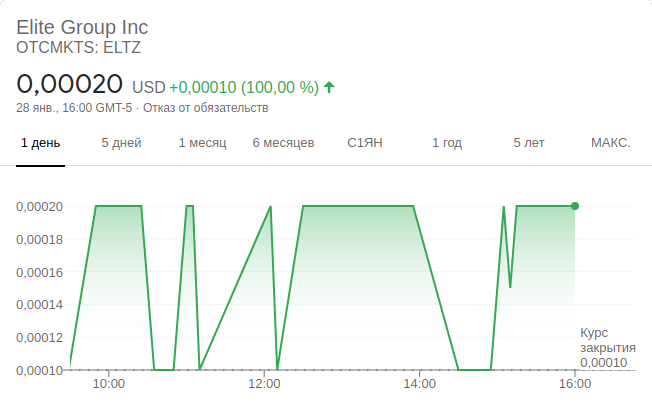 Elite Group Inc
OTCMKTS: ELTZ
0,00020 USD +0,00010 (100,00 %)
28 янв., 16:00 GMT-5 · Отказ от обязательств
1 день 5 дней 1 месяц 6 месяцев С1ЯН 1 год 5 лет МАКС.
0,00020
0,00018
0,00016
0,00014
0,00012
0,00010
Курс
закрытия
0,00010
10:00 12:00 14:00 16:00